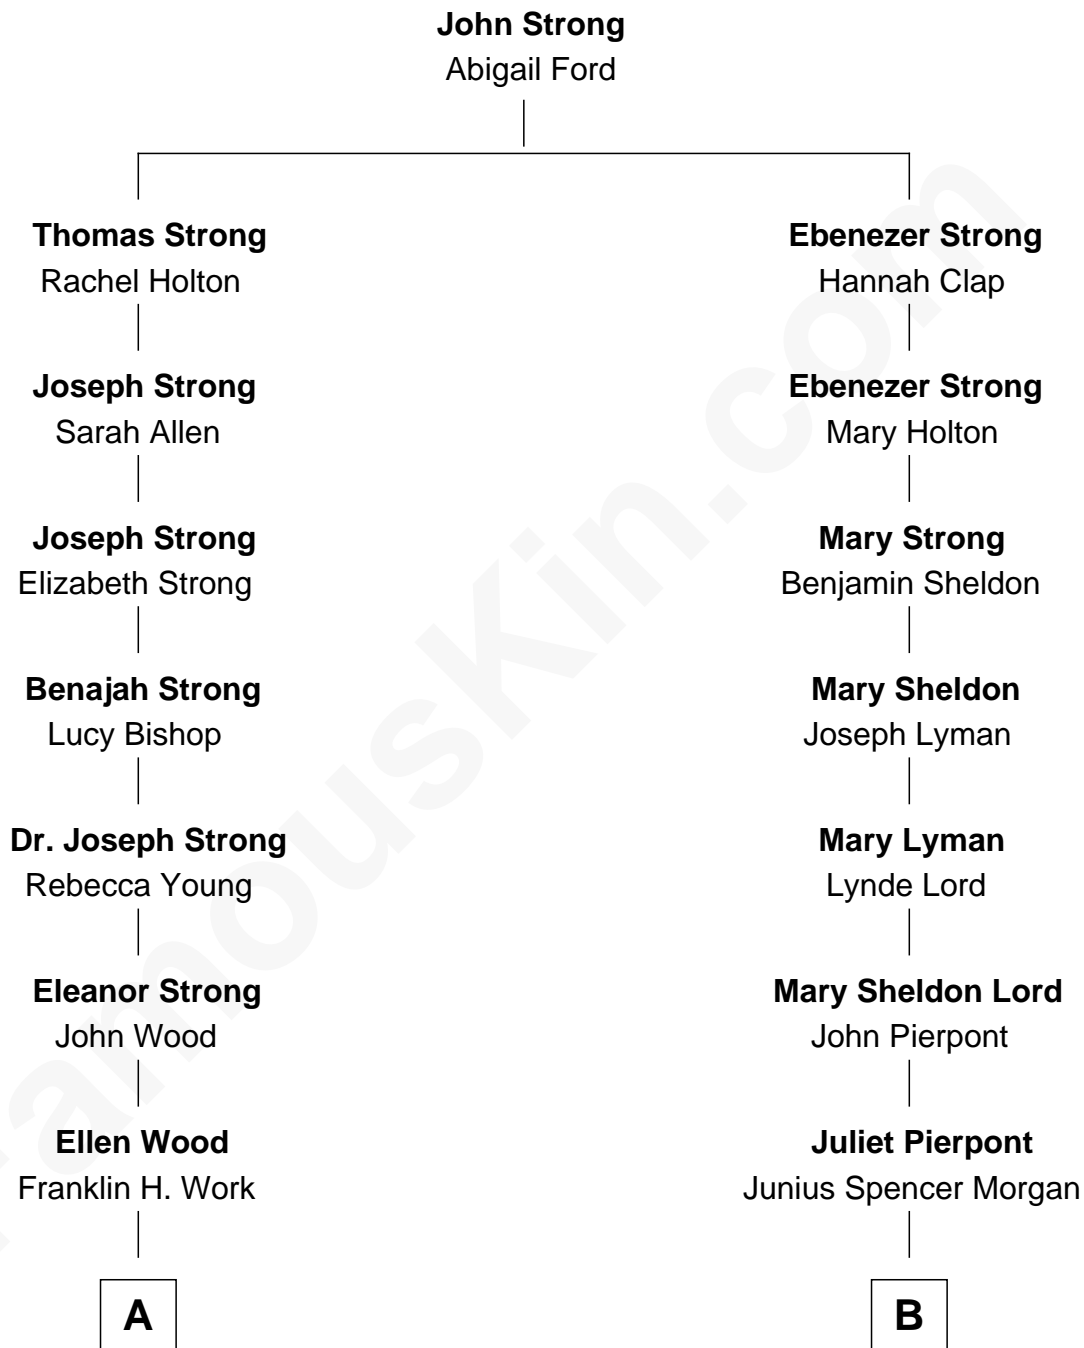 John Strong
Abigail Ford
Thomas Strong
Rachel Holton
Joseph Strong
Sarah Allen
Joseph Strong
Elizabeth Strong
Benajah Strong
Lucy Bishop
Dr. Joseph Strong
Rebecca Young
Eleanor Strong
John Wood
Ellen Wood
Franklin H. Work
A
Ebenezer Strong
Hannah Clap
Ebenezer Strong
Mary Holton
Mary Strong
Benjamin Sheldon
Mary Sheldon
Joseph Lyman
Mary Lyman
Lynde Lord
Mary Sheldon Lord
John Pierpont
Juliet Pierpont
Junius Spencer Morgan
B
FamousKin.com